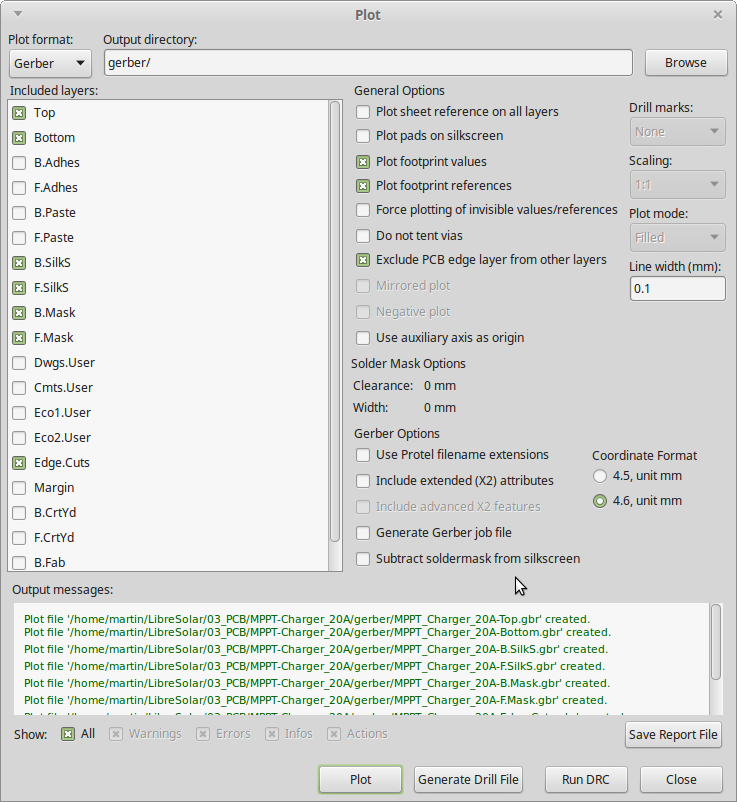 Plot
Plot format:
Output directory:
Gerber
gerber/
Browse
Included layers:
Top
Bottom
B.Adhes
F.Adhes
B.Paste
F.Paste
B.SilkS
F.SilkS
B.Mask
F.Mask
Dwgs.User
Cmts.User
Eco1.User
Eco2.User
Edge.Cuts
Margin
B.CrtYd
F.CrtYd
B.Fab
General Options
Plot sheet reference on all layers
Plot pads on silkscreen
Plot footprint values
Plot footprint references
Force plotting of invisible values/references
Do not tent vias
Exclude PCB edge layer from other layers
Mirrored plot
Negative plot
Use auxiliary axis as origin
Drill marks:
None
Scaling:
1:1
Plot mode:
Filled
Line width (mm):
0.1
Solder Mask Options
Clearance: 0 mm
Width: 0 mm
Gerber Options
Use Protel filename extensions
Include extended (X2) attributes
Include advanced X2 features
Generate Gerber job file
Subtract soldermask from silkscreen
Coordinate Format
4.5, unit mm
4.6, unit mm
Output messages:
Plot file '/home/martin/LibreSolar/03_PCB/MPPT-Charger_20A/gerber/MPPT_Charger_20A-Top.gbr' created.
Plot file '/home/martin/LibreSolar/03_PCB/MPPT-Charger_20A/gerber/MPPT_Charger_20A-Bottom.gbr' created.
Plot file '/home/martin/LibreSolar/03_PCB/MPPT-Charger_20A/gerber/MPPT_Charger_20A-B.SilkS.gbr' created.
Plot file '/home/martin/LibreSolar/03_PCB/MPPT-Charger_20A/gerber/MPPT_Charger_20A-F.SilkS.gbr' created.
Plot file '/home/martin/LibreSolar/03_PCB/MPPT-Charger_20A/gerber/MPPT_Charger_20A-B.Mask.gbr' created.
Plot file '/home/martin/LibreSolar/03_PCB/MPPT-Charger_20A/gerber/MPPT_Charger_20A-F.Mask.gbr' created.
Show: All Warnings Errors Infos Actions
Save Report File
Plot
Generate Drill File
Run DRC
Close